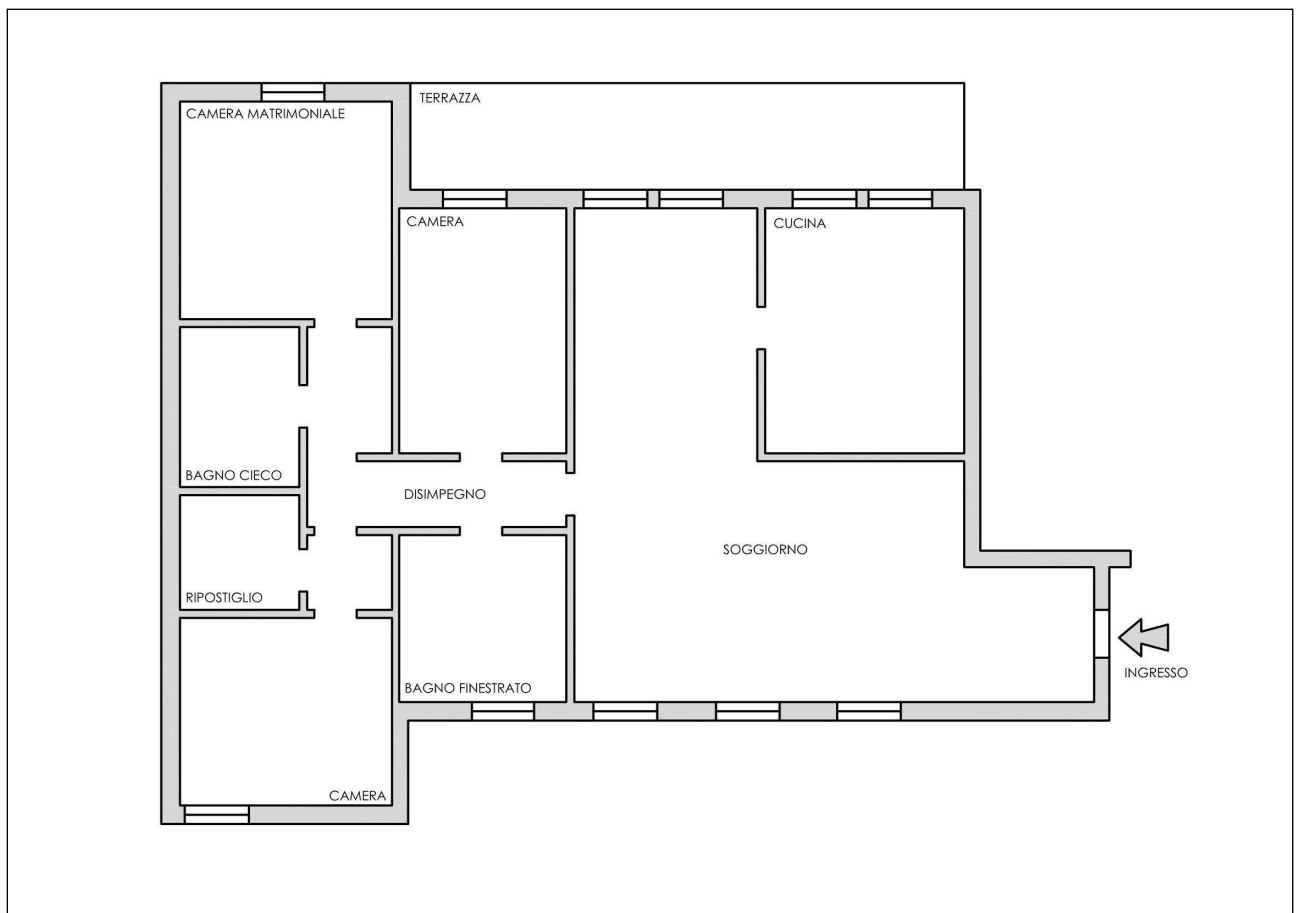 TERRAZZA
CAMERA MATRIMONIALE
CAMERA
CUCINA
BAGNO CIECO
DISIMPEGNO
SOGGIORNO
RIPOSTIGLIO
INGRESSO
BAGNO FINESTRATO
CAMERA